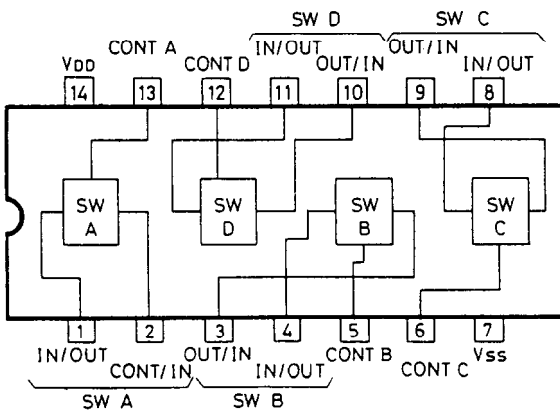 SW D SW C
CONT A IN/OUT OUT/IN
VDD CONT D OUT/IN IN/OUT
14 13 12 11 10 9 8
SW A
SW D
SW B
SW C
1 2 3 4 5 6 7
IN/OUT OUT/IN CONT B VSS
CONT/IN IN/OUT CONT C
SW A SW B